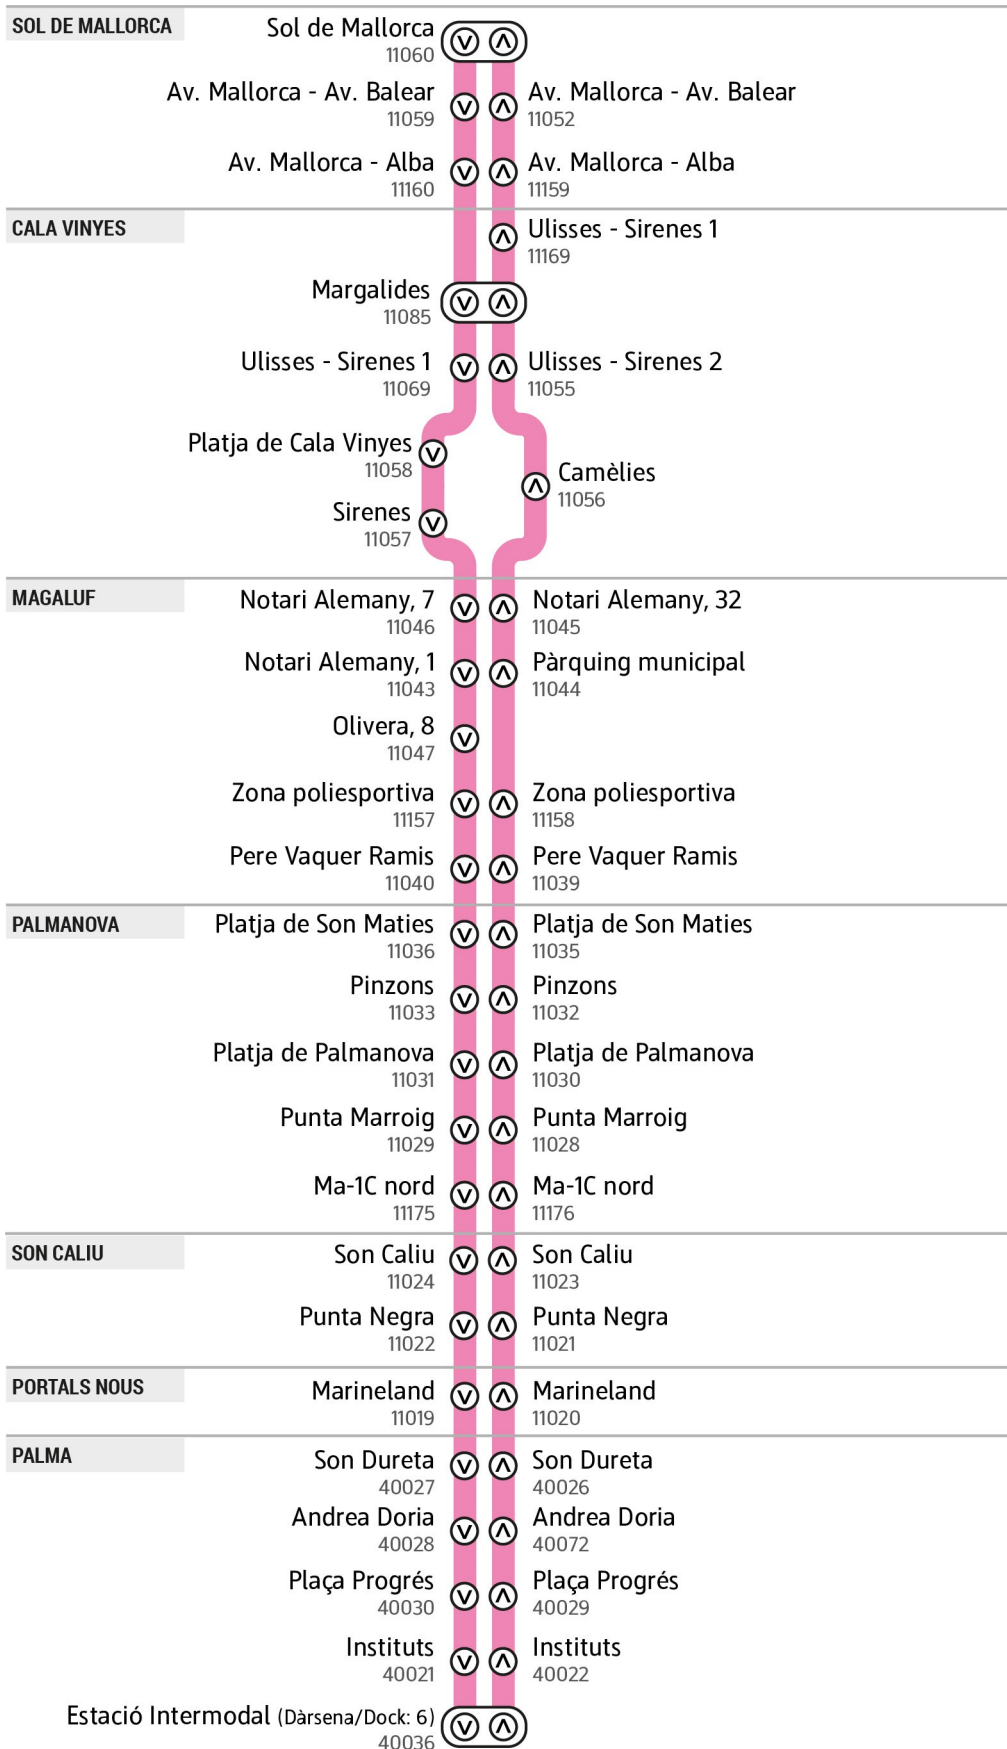 SOL DE MALLORCA
Sol de Mallorca
11060
Av. Mallorca - Av. Balear
11059
Av. Mallorca - Av. Balear
11052
Av. Mallorca - Alba
11160
Av. Mallorca - Alba
11159
CALA VINYES
Ulisses - Sirenes 1
11169
Margalides
11085
Ulisses - Sirenes 1
11069
Ulisses - Sirenes 2
11055
Platja de Cala Vinyes
11058
Camèlies
11056
Sirenes
11057
MAGALUF
Notari Alemany, 7
11046
Notari Alemany, 32
11045
Notari Alemany, 1
11043
Pàrquing municipal
11044
Olivera, 8
11047
Zona poliesportiva
11157
Zona poliesportiva
11158
Pere Vaquer Ramis
11040
Pere Vaquer Ramis
11039
PALMANOVA
Platja de Son Maties
11036
Platja de Son Maties
11035
Pinzons
11033
Pinzons
11032
Platja de Palmanova
11031
Platja de Palmanova
11030
Punta Marroig
11029
Punta Marroig
11028
Ma-1C nord
11175
Ma-1C nord
11176
SON CALIU
Son Caliu
11024
Son Caliu
11023
Punta Negra
11022
Punta Negra
11021
PORTALS NOUS
Marineland
11019
Marineland
11020
PALMA
Son Dureta
40027
Son Dureta
40026
Andrea Doria
40028
Andrea Doria
40072
Plaça Progrés
40030
Plaça Progrés
40029
Instituts
40021
Instituts
40022
Estació Intermodal (Dàrsena/Dock: 6)
40036